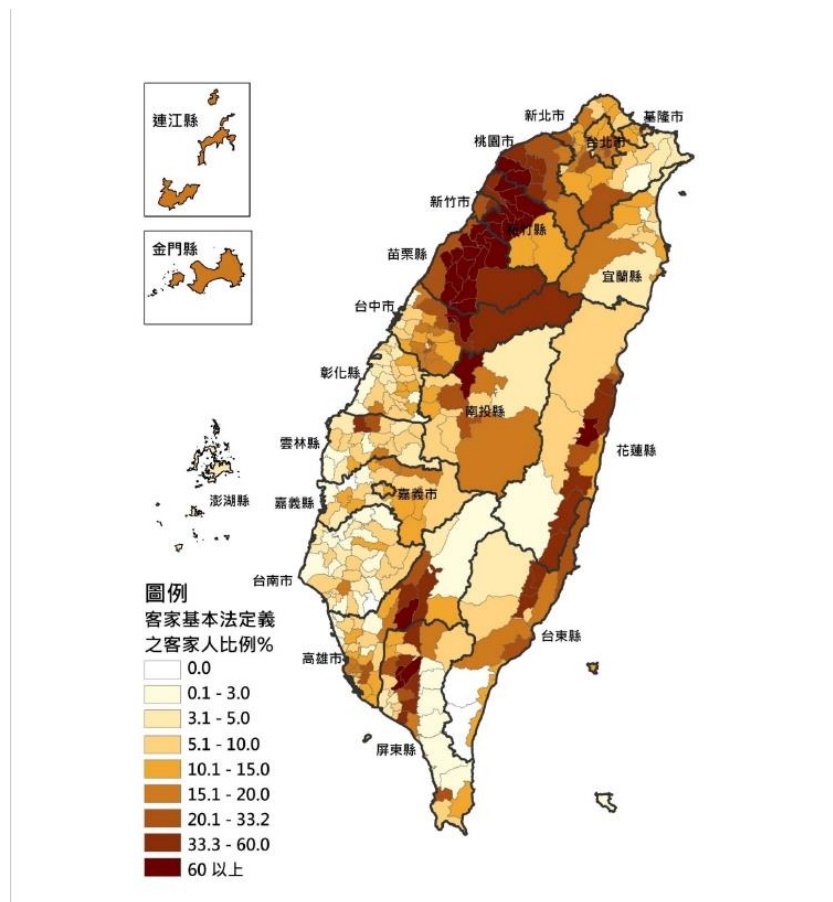 連江縣
金門縣
新北市
基隆市
桃園市
台北市
新竹市
新竹縣
苗栗縣
宜蘭縣
台中市
彰化縣
南投縣
花蓮縣
雲林縣
澎湖縣
嘉義縣
嘉義市
台南市
台東縣
高雄市
屏東縣
圖例
客家基本法定義
之客家人比例%
0.0
0.1 - 3.0
3.1 - 5.0
5.1 - 10.0
10.1 - 15.0
15.1 - 20.0
20.1 - 33.2
33.3 - 60.0
60 以上